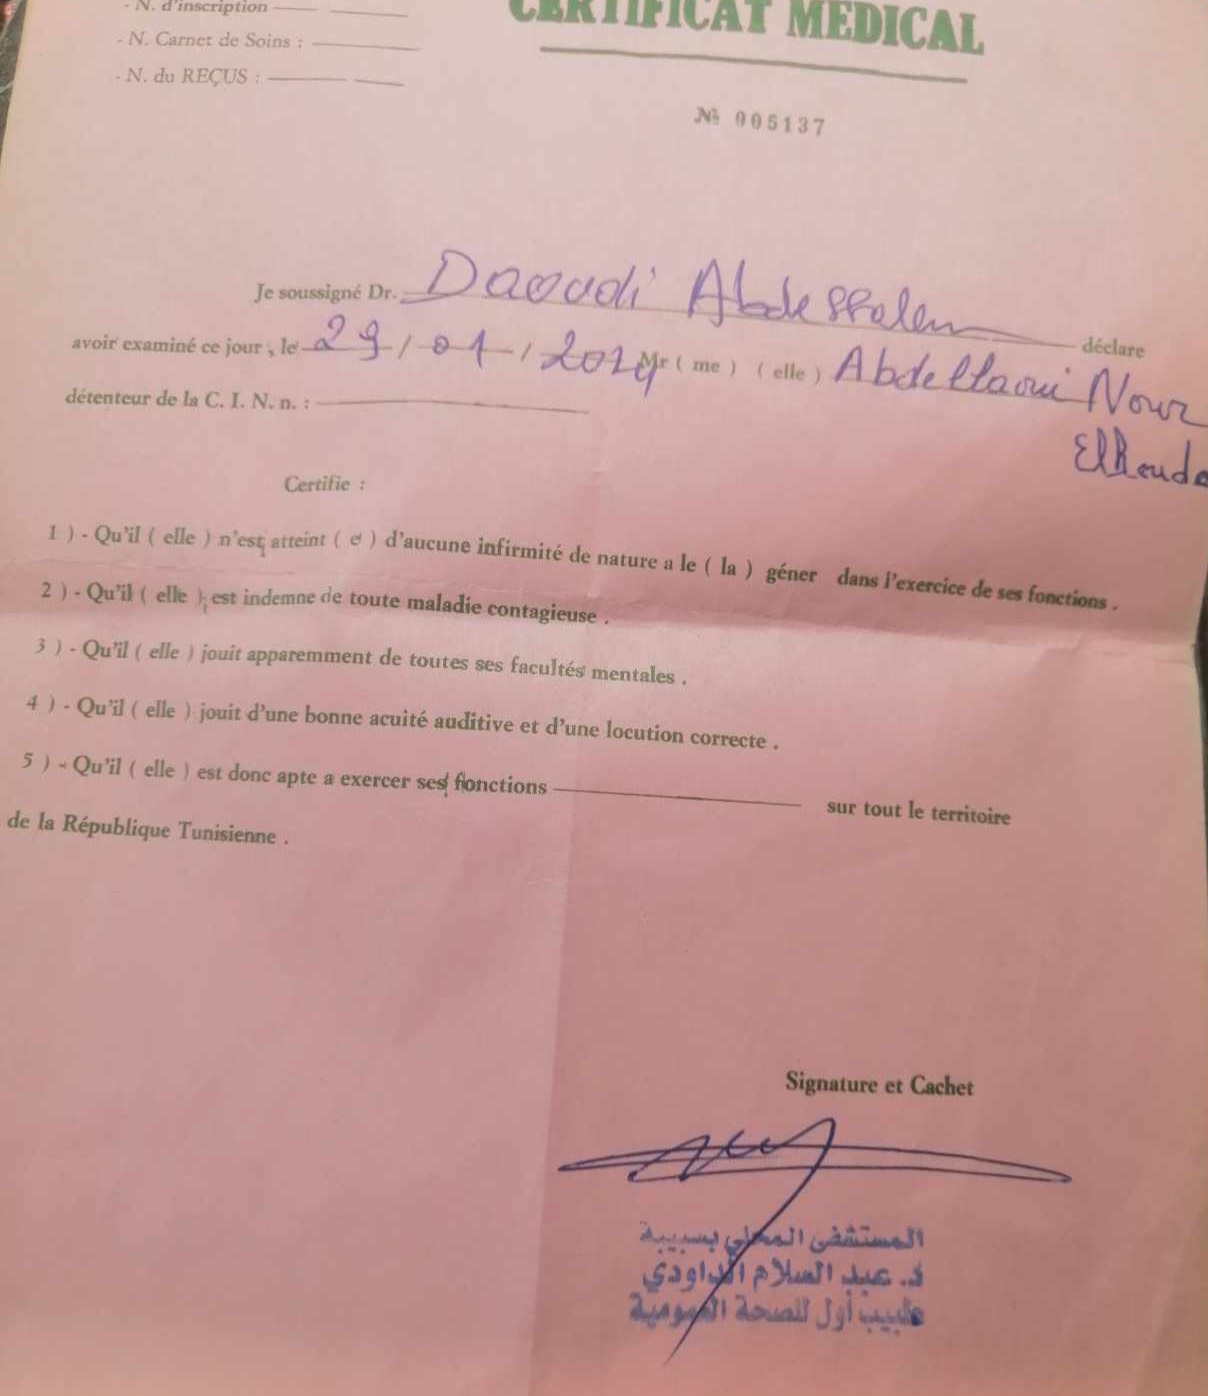 - N. d'inscription
CERTIFICAT MEDICAL
- N. Carnet de Soins :
- N. du REÇUS :
№ 005137
Je soussigné Dr. Daoudi Abdessalem déclare
avoir examiné ce jour , le 29/01/2024 Mr ( me ) ( elle ) Abdellaoui Nour
Elhouda
détenteur de la C. I. N. n. :
Certifie :
1 ) - Qu'il ( elle ) n'est atteint ( e ) d'aucune infirmité de nature a le ( la ) géner dans l'exercice de ses fonctions .
2 ) - Qu'il ( elle ) est indemne de toute maladie contagieuse .
3 ) - Qu'il ( elle ) jouit apparemment de toutes ses facultés mentales .
4 ) - Qu'il ( elle ) jouit d'une bonne acuité auditive et d'une locution correcte .
5 ) - Qu'il ( elle ) est donc apte a exercer ses fonctions sur tout le territoire
de la République Tunisienne .
Signature et Cachet
المستشفى المحلي بسبيبة
د. عبد السلام الداودي
طبيب أول للصحة العمومية